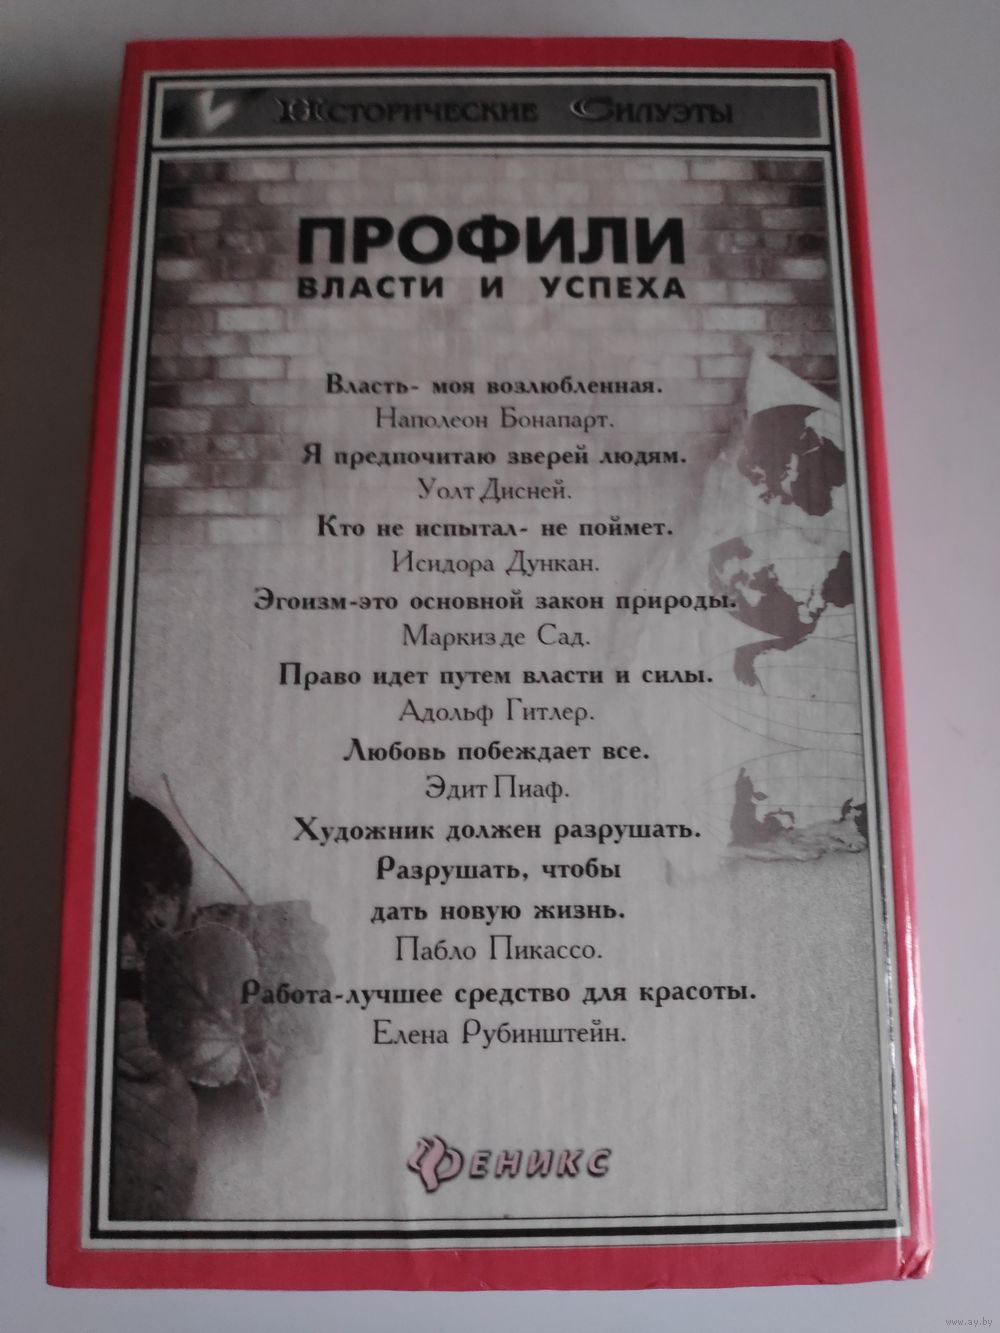 Исторические Силуэты
ПРОФИЛИ
ВЛАСТИ И УСПЕХА
Власть- моя возлюбленная.
Наполеон Бонапарт.
Я предпочитаю зверей людям.
Уолт Дисней.
Кто не испытал- не поймет.
Исидора Дункан.
Эгоизм-это основной закон природы.
Маркиз де Сад.
Право идет путем власти и силы.
Адольф Гитлер.
Любовь побеждает все.
Эдит Пиаф.
Художник должен разрушать.
Разрушать, чтобы
дать новую жизнь.
Пабло Пикассо.
Работа-лучшее средство для красоты.
Елена Рубинштейн.
Феникс
www.ay.by